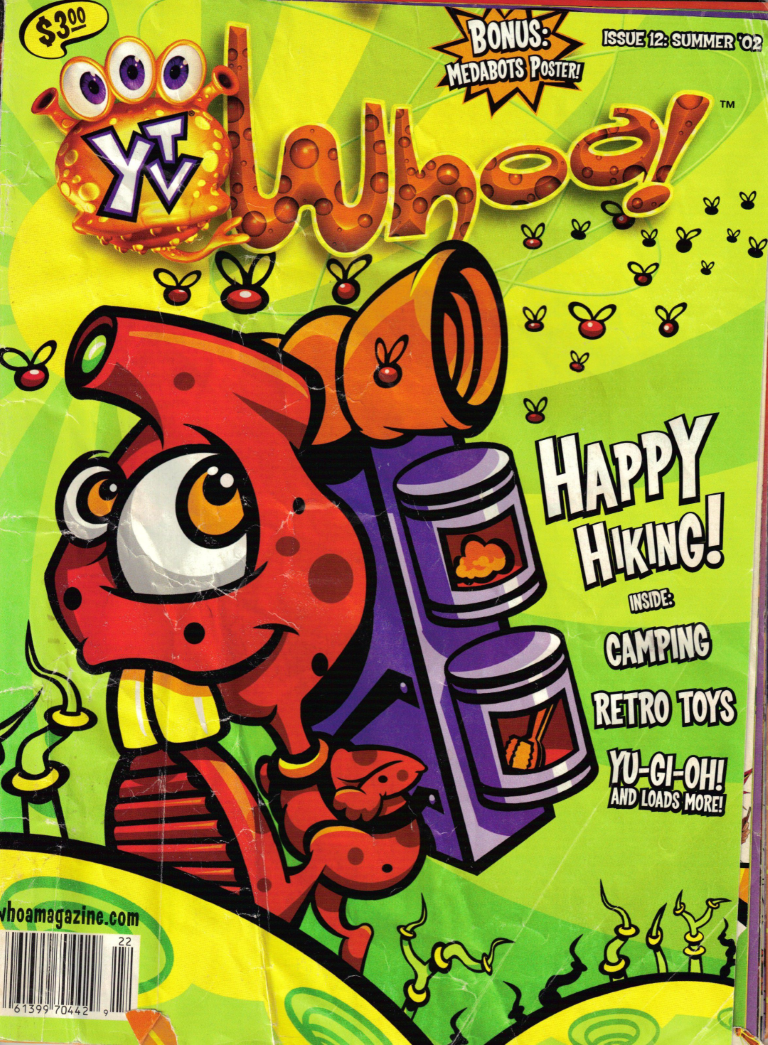 $3.00
BONUS:
MEDABOTS POSTER!
ISSUE 12: SUMMER '02
YTV
Whoa!
TM
HAPPY
HIKING!
INSIDE:
CAMPING
RETRO TOYS
YU-GI-OH!
AND LOADS MORE!
whoamagazine.com
22
61399 70442 9